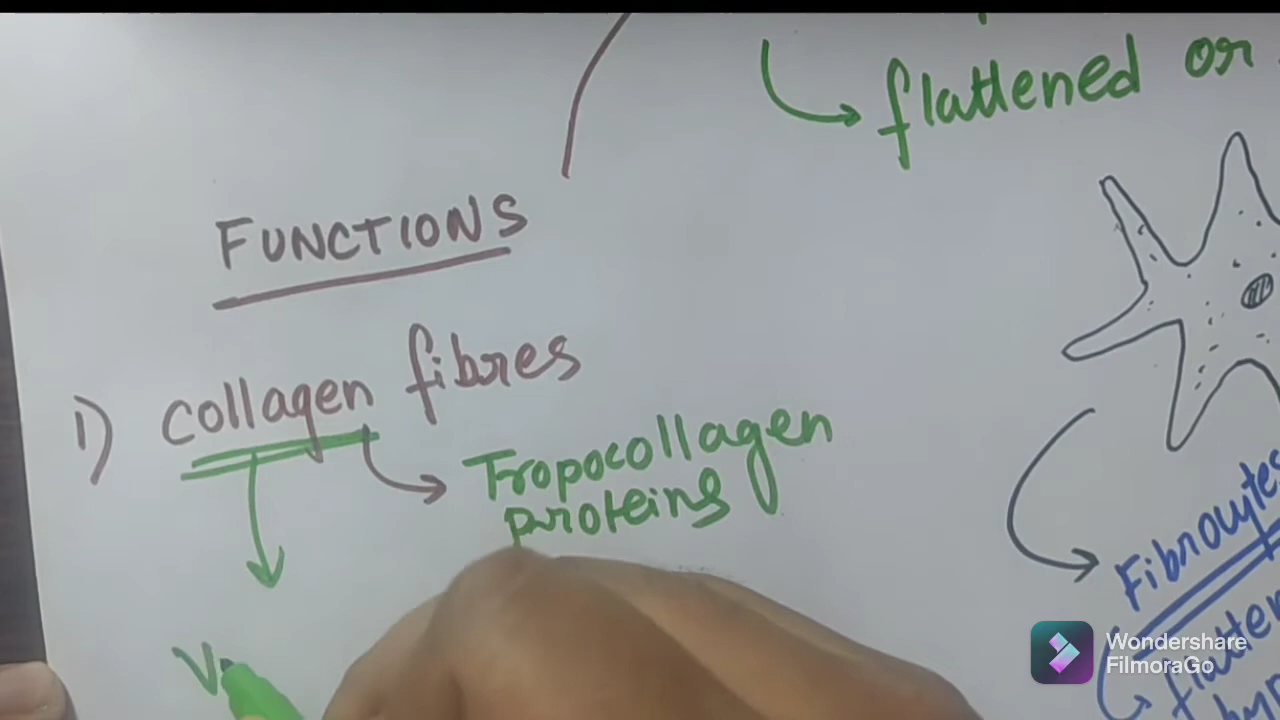 flattened or
FUNCTIONS
1) collagen fibres
Tropocollagen
proteins
Fibrocytes
Wondershare
FilmoraGo